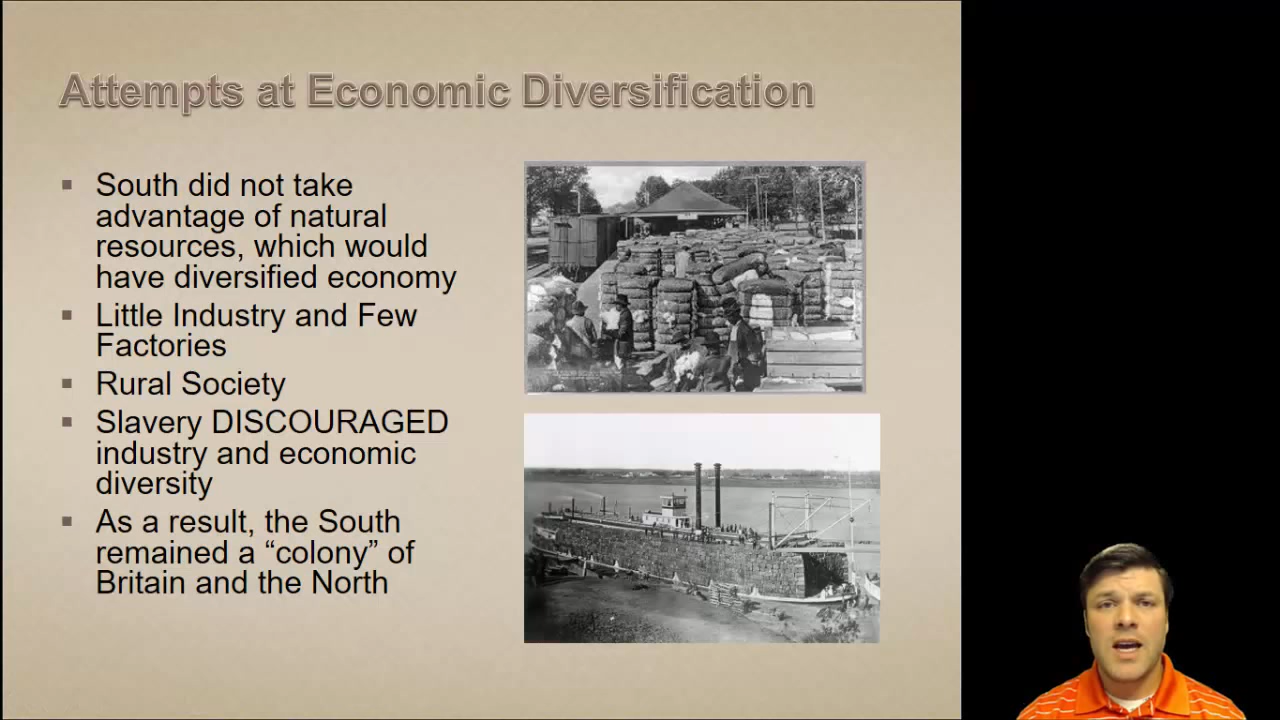 Attempts at Economic Diversification
▪ South did not take
advantage of natural
resources, which would
have diversified economy
▪ Little Industry and Few
Factories
▪ Rural Society
▪ Slavery DISCOURAGED
industry and economic
diversity
▪ As a result, the South
remained a “colony” of
Britain and the North